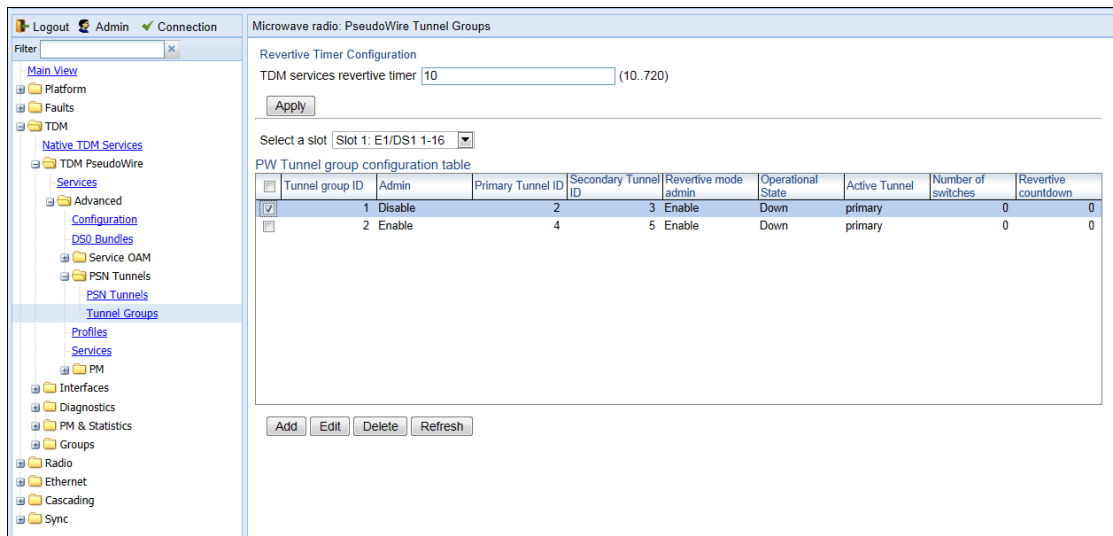 Logout Admin Connection
Filter
Main View
Platform
Faults
TDM
Native TDM Services
TDM PseudoWire
Services
Advanced
Configuration
DS0 Bundles
Service OAM
PSN Tunnels
PSN Tunnels
Tunnel Groups
Profiles
Services
PM
Interfaces
Diagnostics
PM & Statistics
Groups
Radio
Ethernet
Cascading
Sync
Microwave radio: PseudoWire Tunnel Groups
Revertive Timer Configuration
TDM services revertive timer 10 (10..720)
Apply
Select a slot Slot 1: E1/DS1 1-16
PW Tunnel group configuration table
Tunnel group ID Admin Primary Tunnel ID Secondary Tunnel ID Revertive mode admin Operational State Active Tunnel Number of switches Revertive countdown
1 Disable 2 3 Enable Down primary 0 0
2 Enable 4 5 Enable Down primary 0 0
Add Edit Delete Refresh